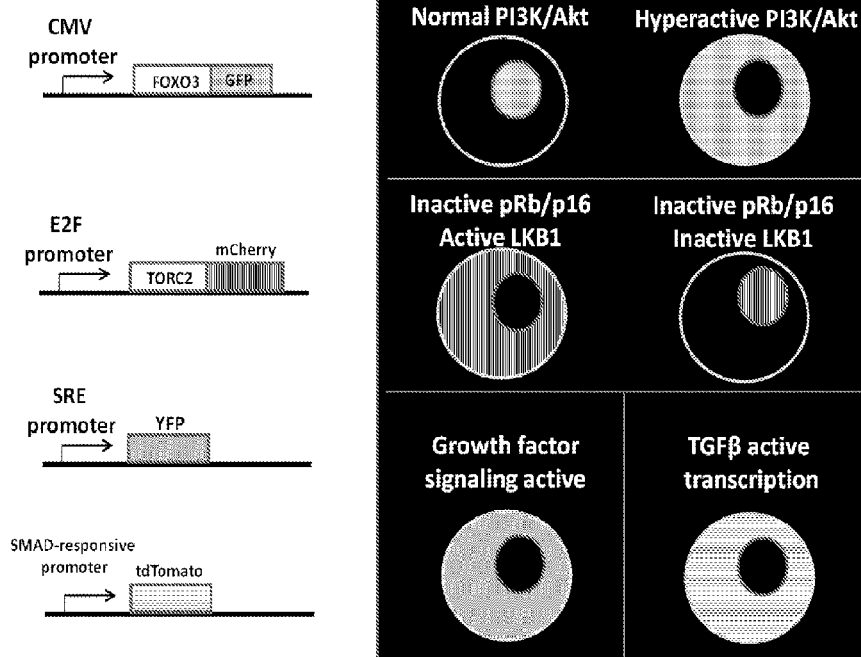 CMV
promoter
FOXO3 GFP
E2F
promoter
mCherry
TORC2
SRE
promoter
YFP
SMAD-responsive
promoter
tdTomato
Normal PI3K/Akt
Hyperactive PI3K/Akt
Inactive pRb/p16
Active LKB1
Inactive pRb/p16
Inactive LKB1
Growth factor
signaling active
TGFβ active
transcription